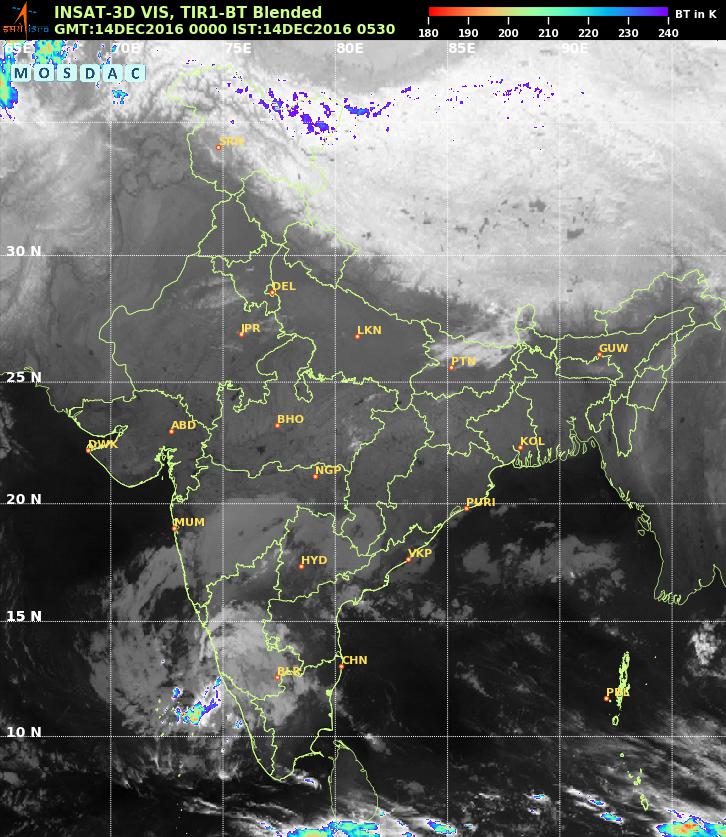 INSAT-3D VIS, TIR1-BT Blended
GMT:14DEC2016 0000 IST:14DEC2016 0530
BT in K
180 190 200 210 220 230 240
65E 70E 75E 80E 85E 90E
MOSDAC
SRN
30 N
DEL
JPR LKN
GUW
PTN
25 N
BHO
ABD
KOL
DWK
NGP
20 N
PURI
MUM
VKP
HYD
15 N
CHN
BLR
10 N